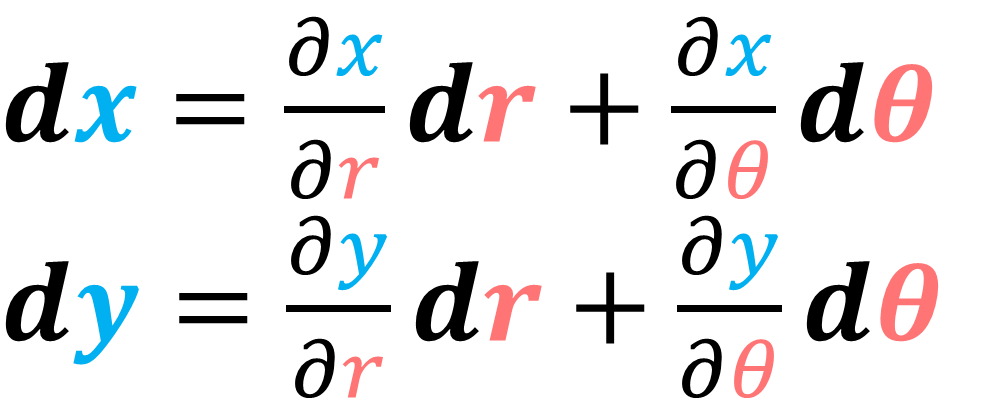 dx = ∂x/∂r dr + ∂x/∂θ dθ
dy = ∂y/∂r dr + ∂y/∂θ dθ